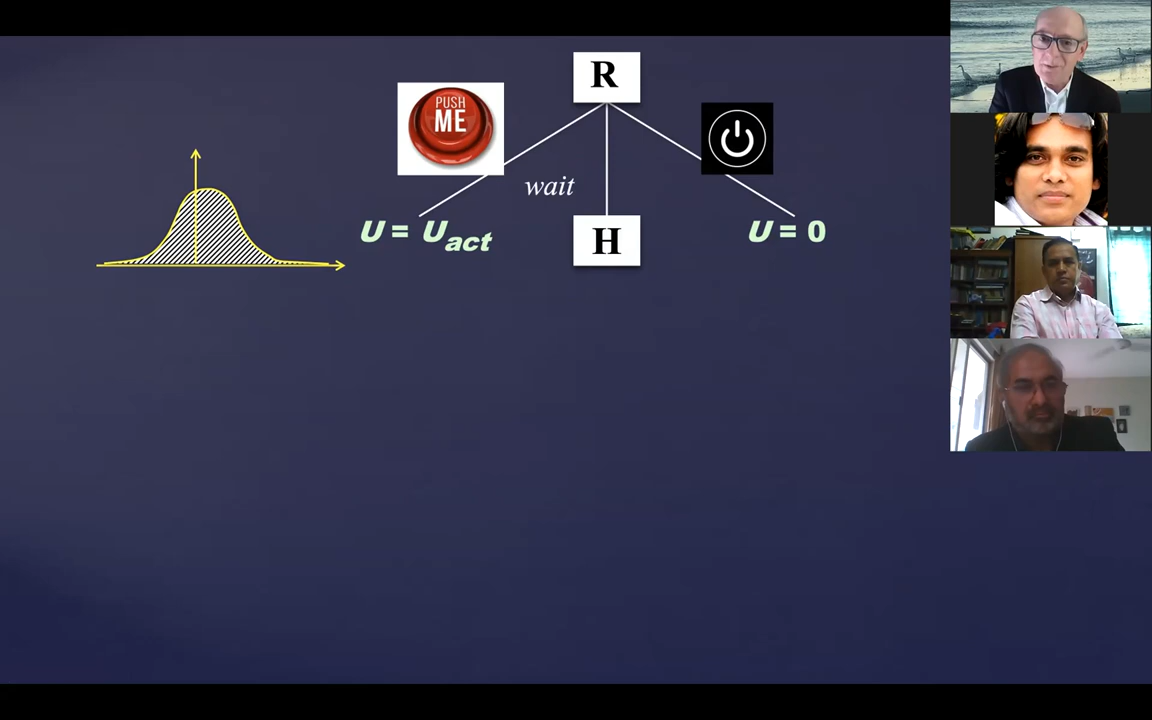 R
PUSH
ME
wait
U = Uact
H
U = 0